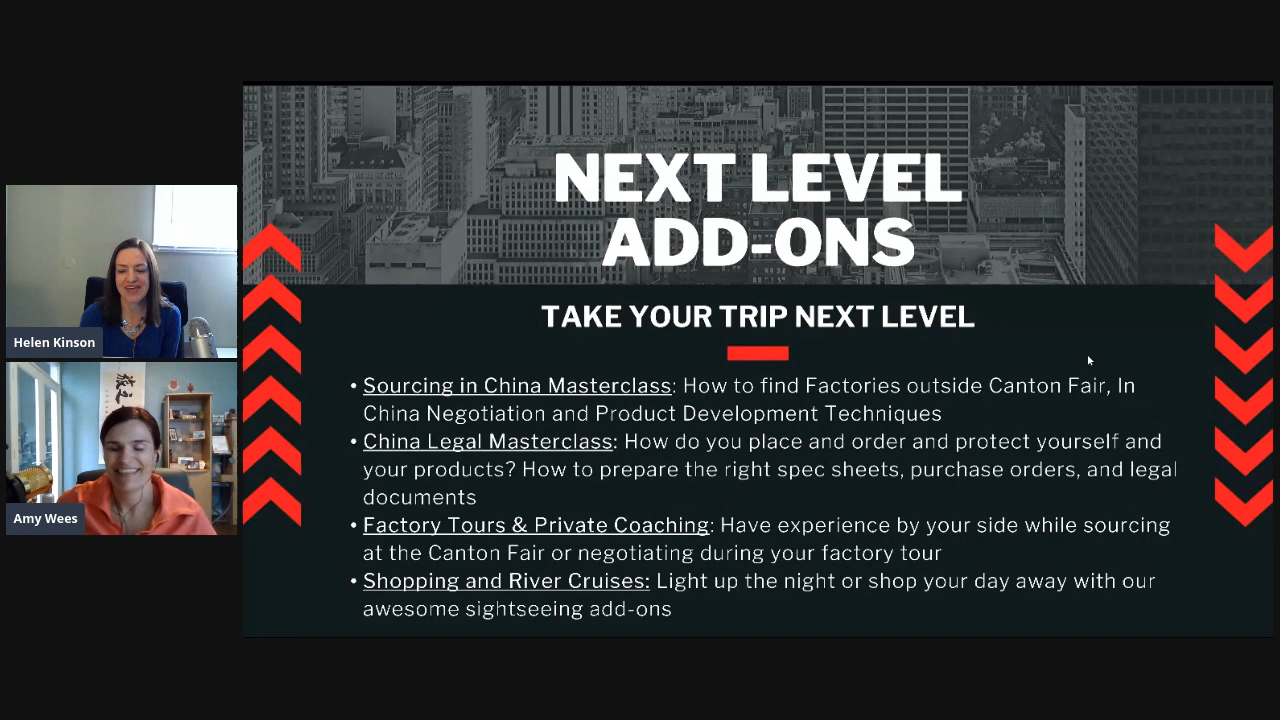 NEXT LEVEL
ADD-ONS
TAKE YOUR TRIP NEXT LEVEL
• Sourcing in China Masterclass: How to find Factories outside Canton Fair, In
China Negotiation and Product Development Techniques
• China Legal Masterclass: How do you place and order and protect yourself and
your products? How to prepare the right spec sheets, purchase orders, and legal
documents
• Factory Tours & Private Coaching: Have experience by your side while sourcing
at the Canton Fair or negotiating during your factory tour
• Shopping and River Cruises: Light up the night or shop your day away with our
awesome sightseeing add-ons
Helen Kinson
Amy Wees